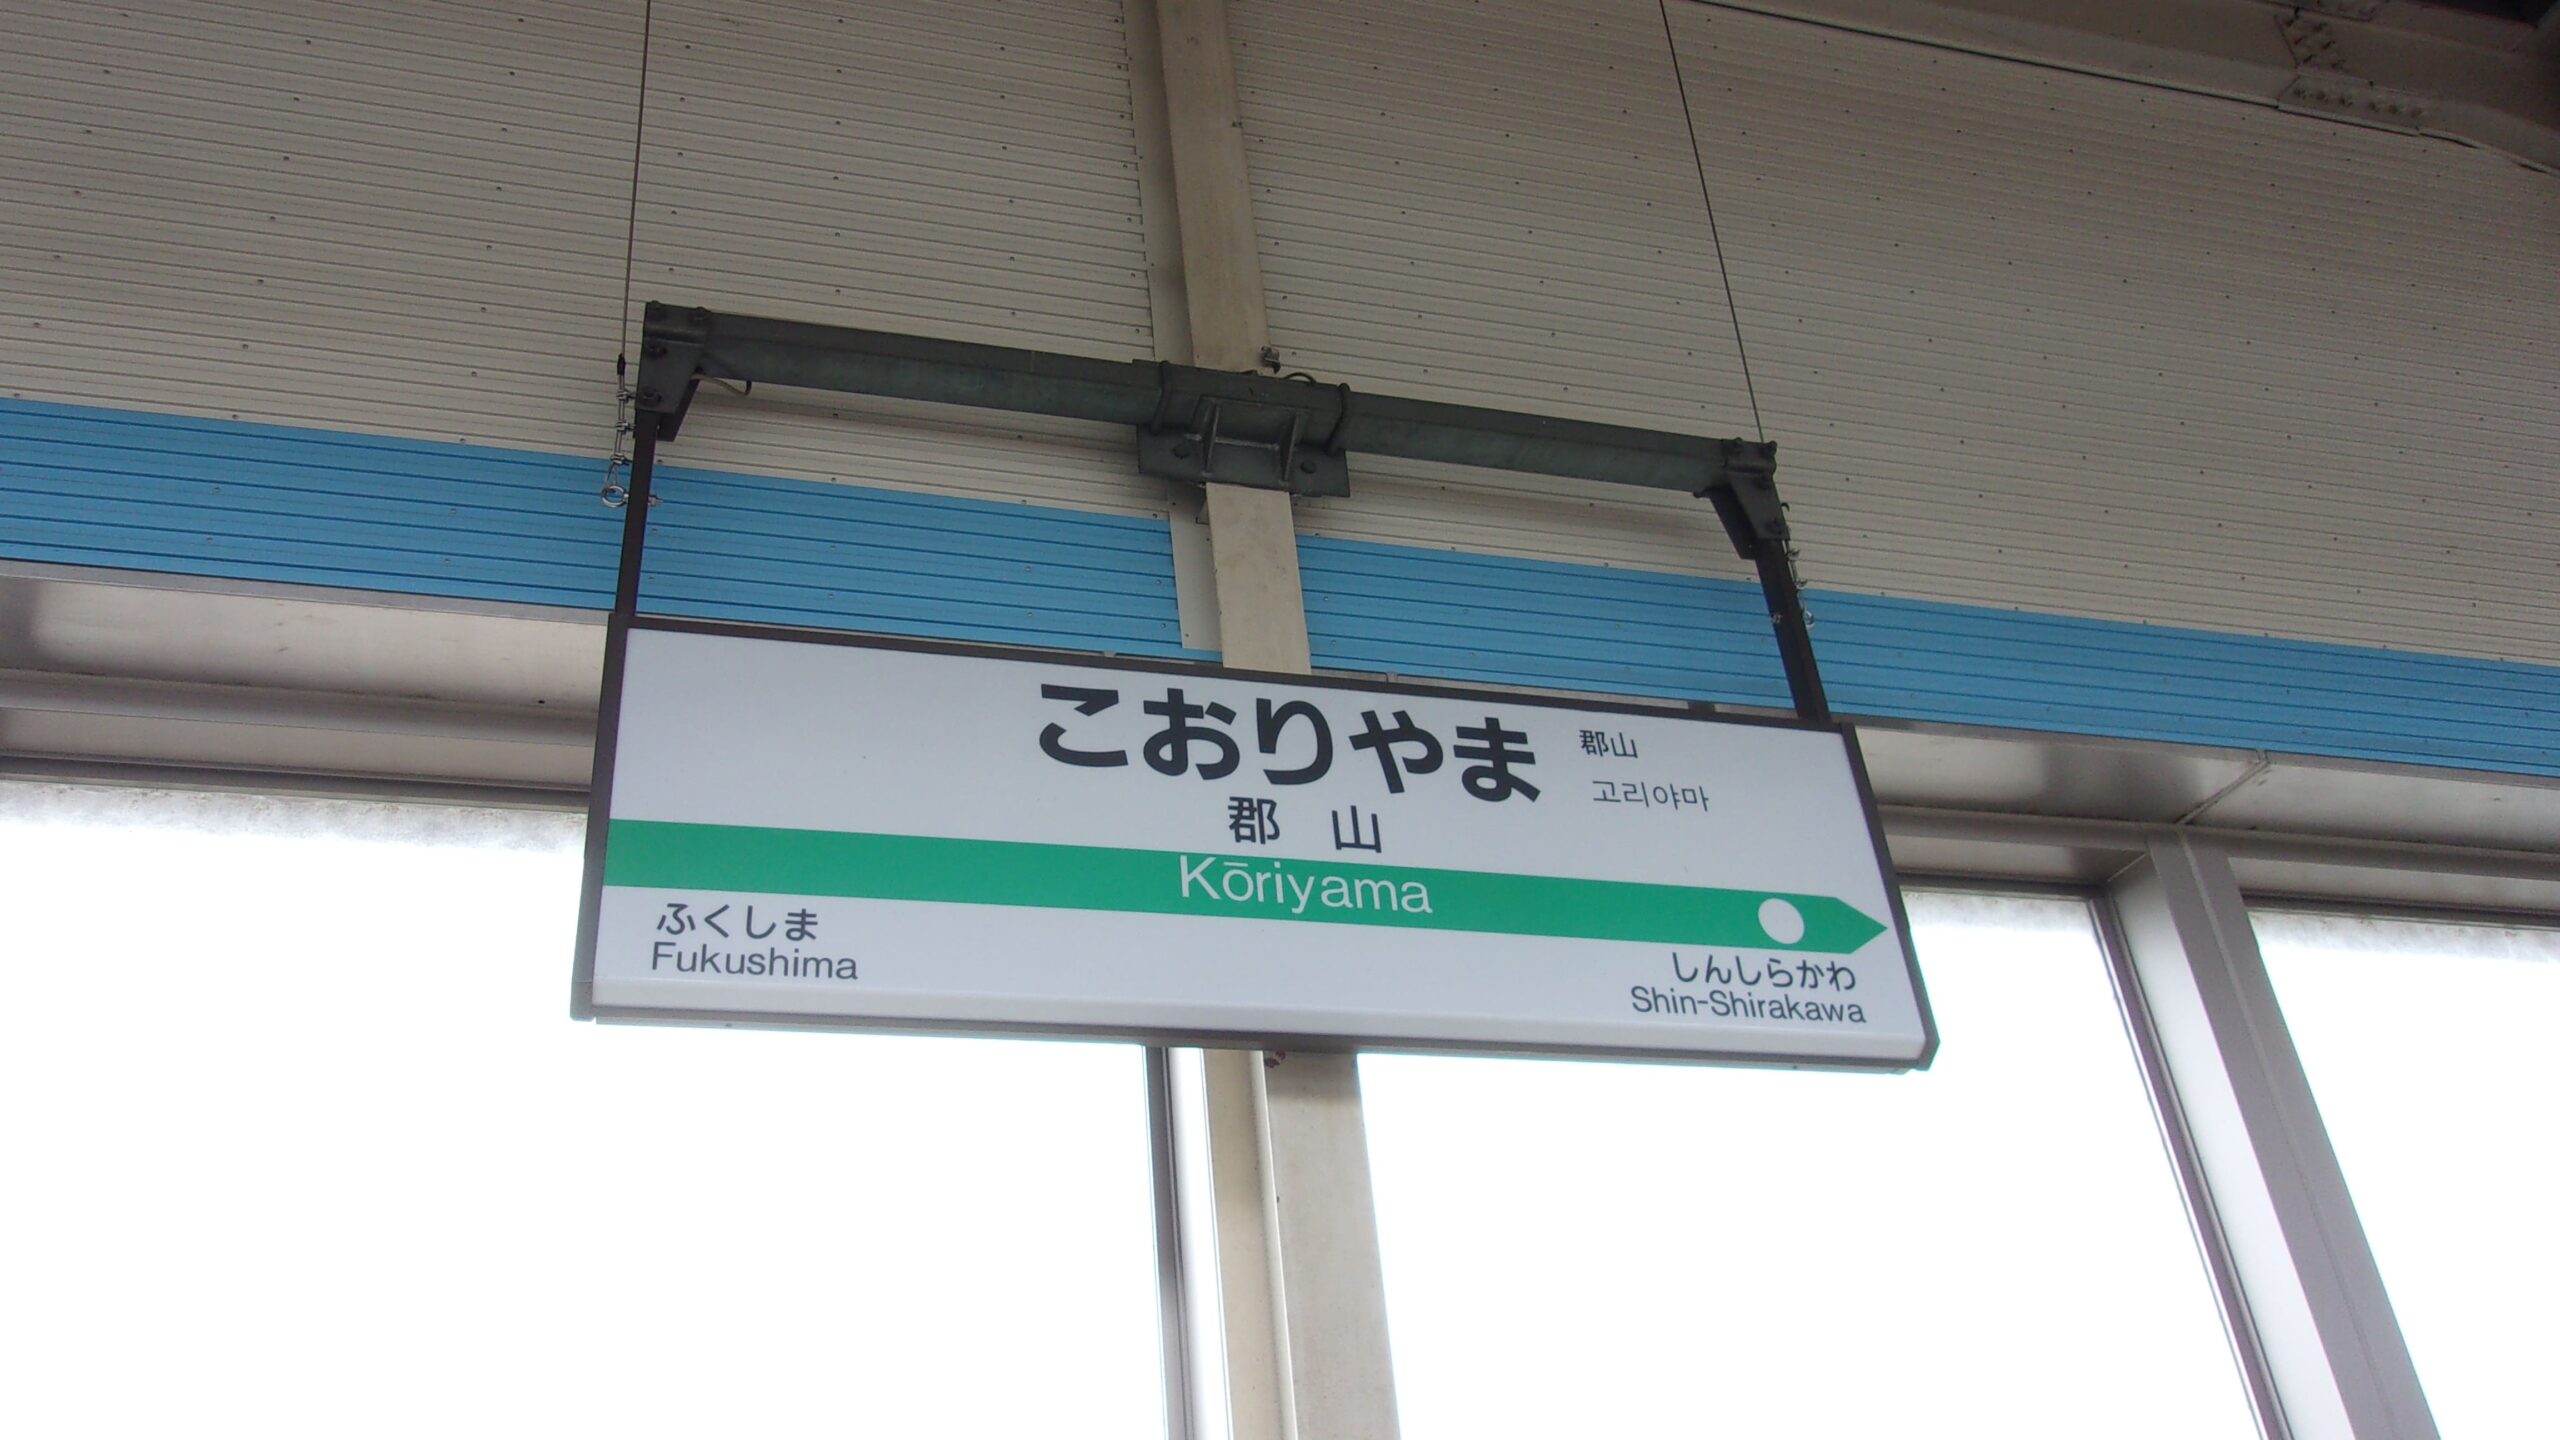 こおりやま
郡山
고리야마
郡山
Kōriyama
ふくしま
Fukushima
しんしらかわ
Shin-Shirakawa